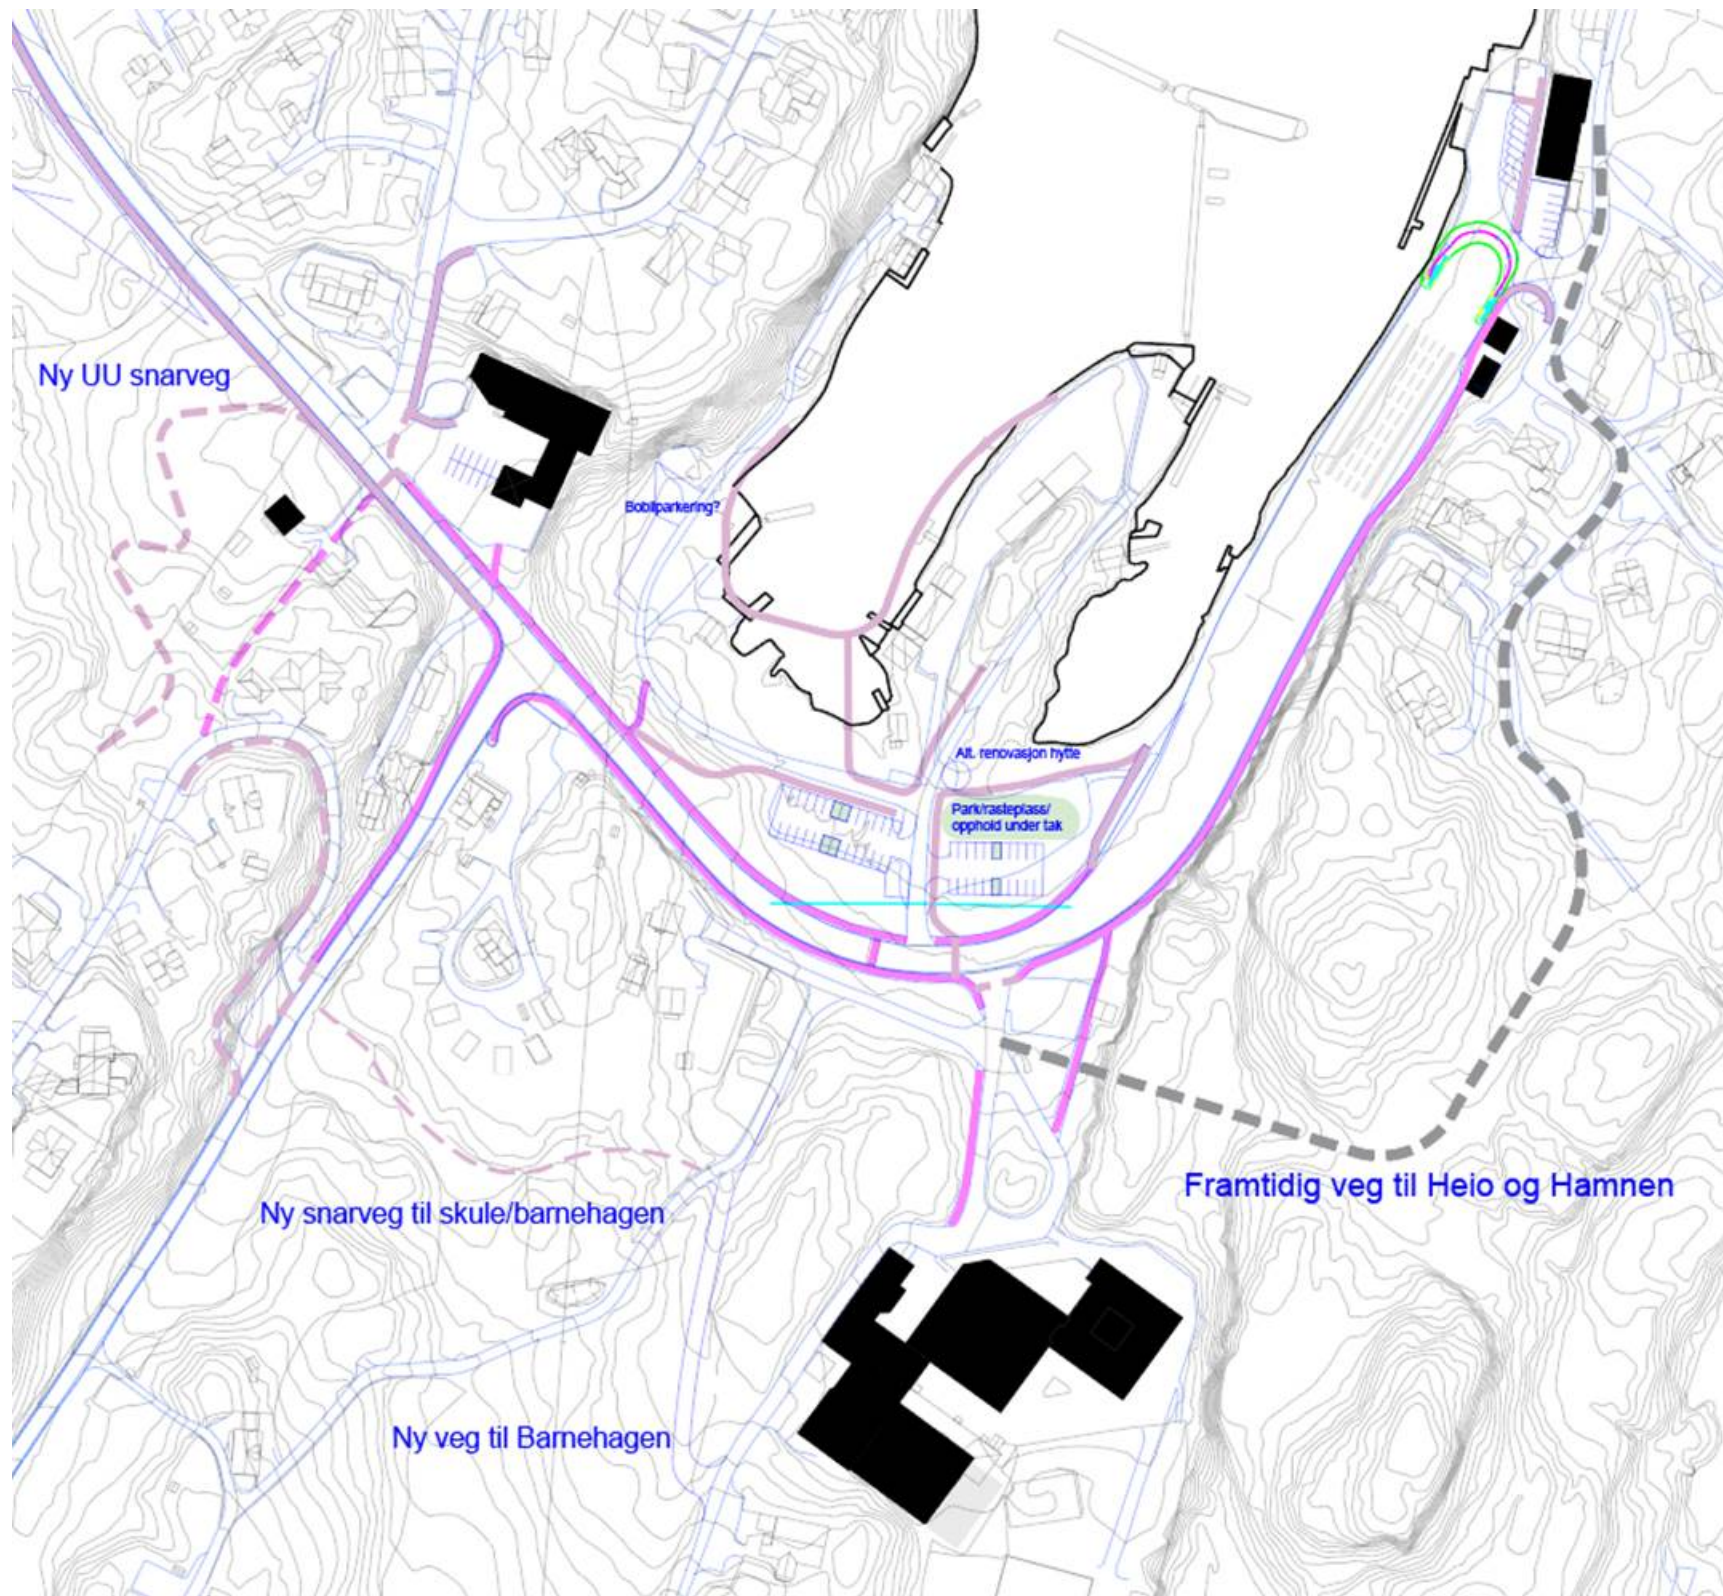 Ny UU snarveg
Bobilparkering?
Alt. renovasjon hytte
Park/rasteplass/
opphold under tak
Framtidig veg til Heio og Hamnen
Ny snarveg til skule/barnehagen
Ny veg til Barnehagen